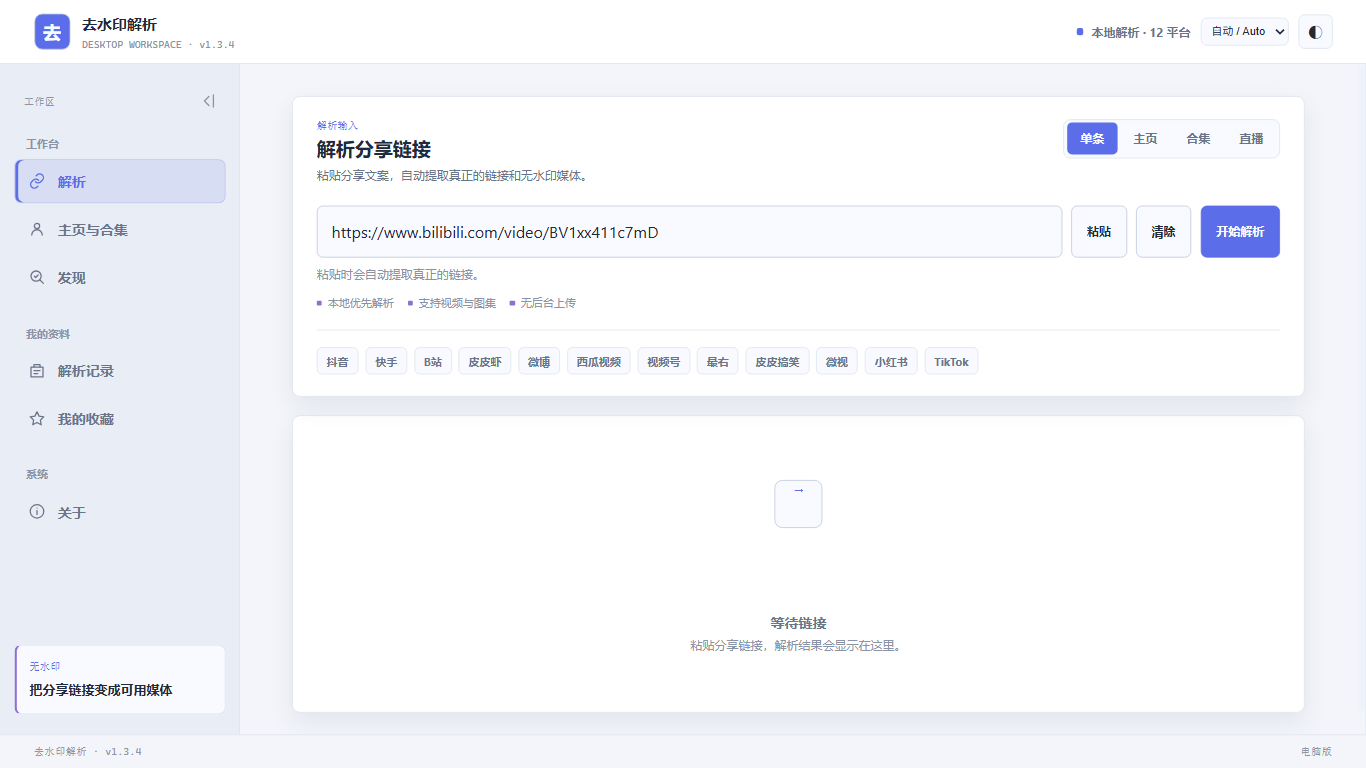 去
去水印解析
DESKTOP WORKSPACE · v1.3.4
本地解析 · 12 平台
自动 / Auto
工作区
工作台
解析
主页与合集
发现
我的资料
解析记录
我的收藏
系统
关于
无水印
把分享链接变成可用媒体
解析输入
解析分享链接
粘贴分享文案，自动提取真正的链接和无水印媒体。
单条 主页 合集 直播
https://www.bilibili.com/video/BV1xx411c7mD
粘贴 清除 开始解析
粘贴时会自动提取真正的链接。
本地优先解析 支持视频与图集 无后台上传
抖音 快手 B站 皮皮虾 微博 西瓜视频 视频号 最右 皮皮搞笑 微视 小红书 TikTok
→
等待链接
粘贴分享链接，解析结果会显示在这里。
去水印解析 · v1.3.4
电脑版